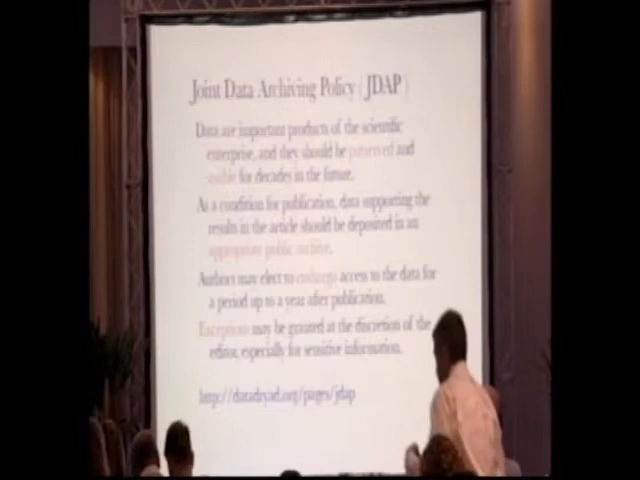 Joint Data Archiving Policy ( JDAP )
Data are important products of the scientific
enterprise, and they should be preserved and
usable for decades in the future.
As a condition for publication, data supporting the
results in the article should be deposited in an
appropriate public archive.
Authors may elect to embargo access to the data for
a period up to a year after publication.
Exceptions may be granted at the discretion of the
editor, especially for sensitive information.
http://datadryad.org/pages/jdap